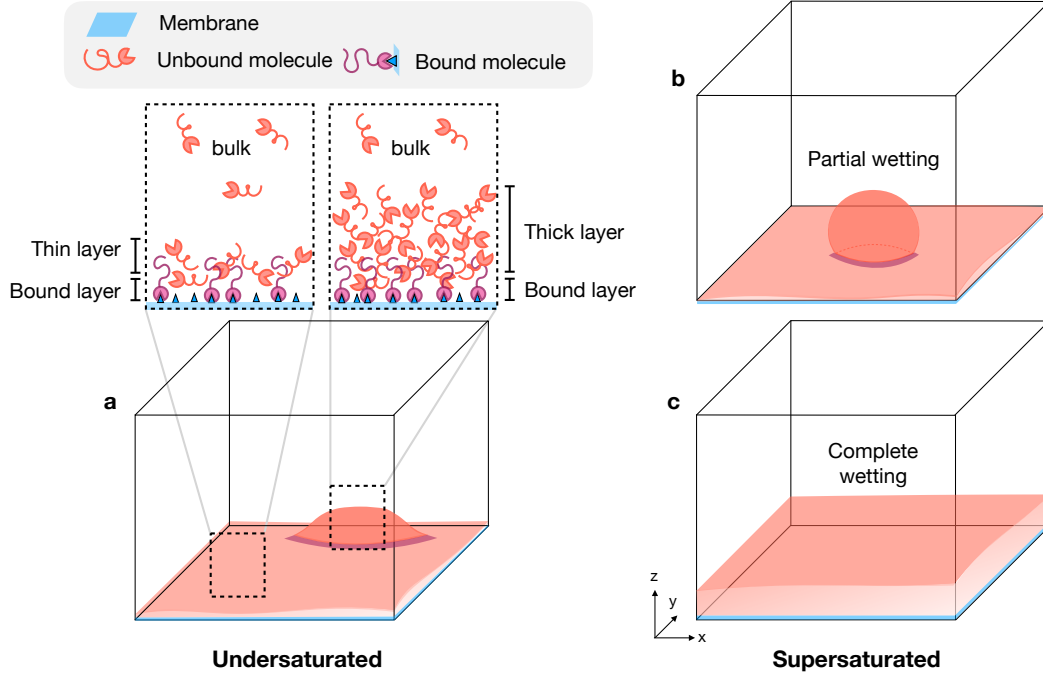 Membrane
Unbound molecule
Bound molecule
bulk
bulk
Thin layer
Bound layer
Thick layer
Bound layer
a
Undersaturated
b
Partial wetting
c
Complete
wetting
z
y
x
Supersaturated